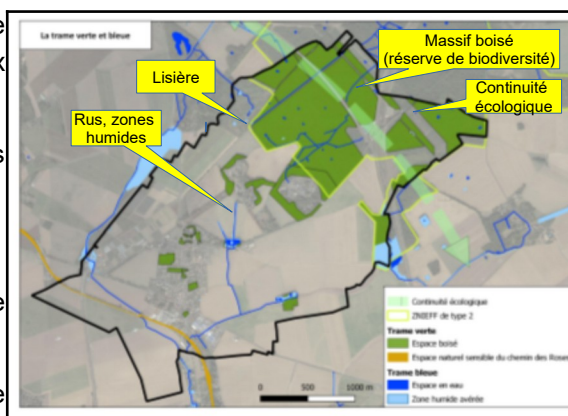 La trame verte et bleue
Massif boisé
(réserve de biodiversité)
Lisière
Continuité
écologique
Rus, zones
humides
Continuité écologique
ZNIEFF de type 2
Trame verte
Espace boisé
Espace naturel sensible du chemin des Roses
Trame bleue
Espace en eau
Zone humide avérée
0 500 1000 m